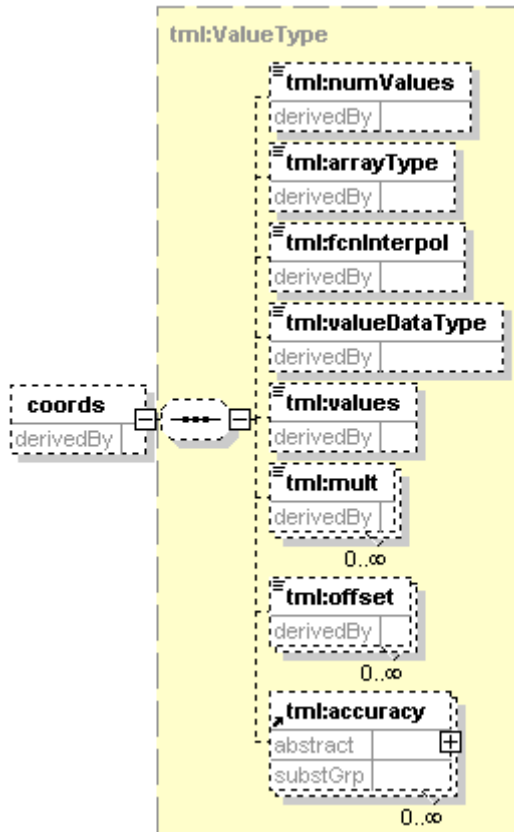 tml:ValueType
tml:numValues
derivedBy
tml:arrayType
derivedBy
tml:fcnInterpol
derivedBy
tml:valueDataType
derivedBy
coords
derivedBy
tml:values
derivedBy
tml:mult
derivedBy
0..∞
tml:offset
derivedBy
0..∞
tml:accuracy
abstract
substGrp
0..∞